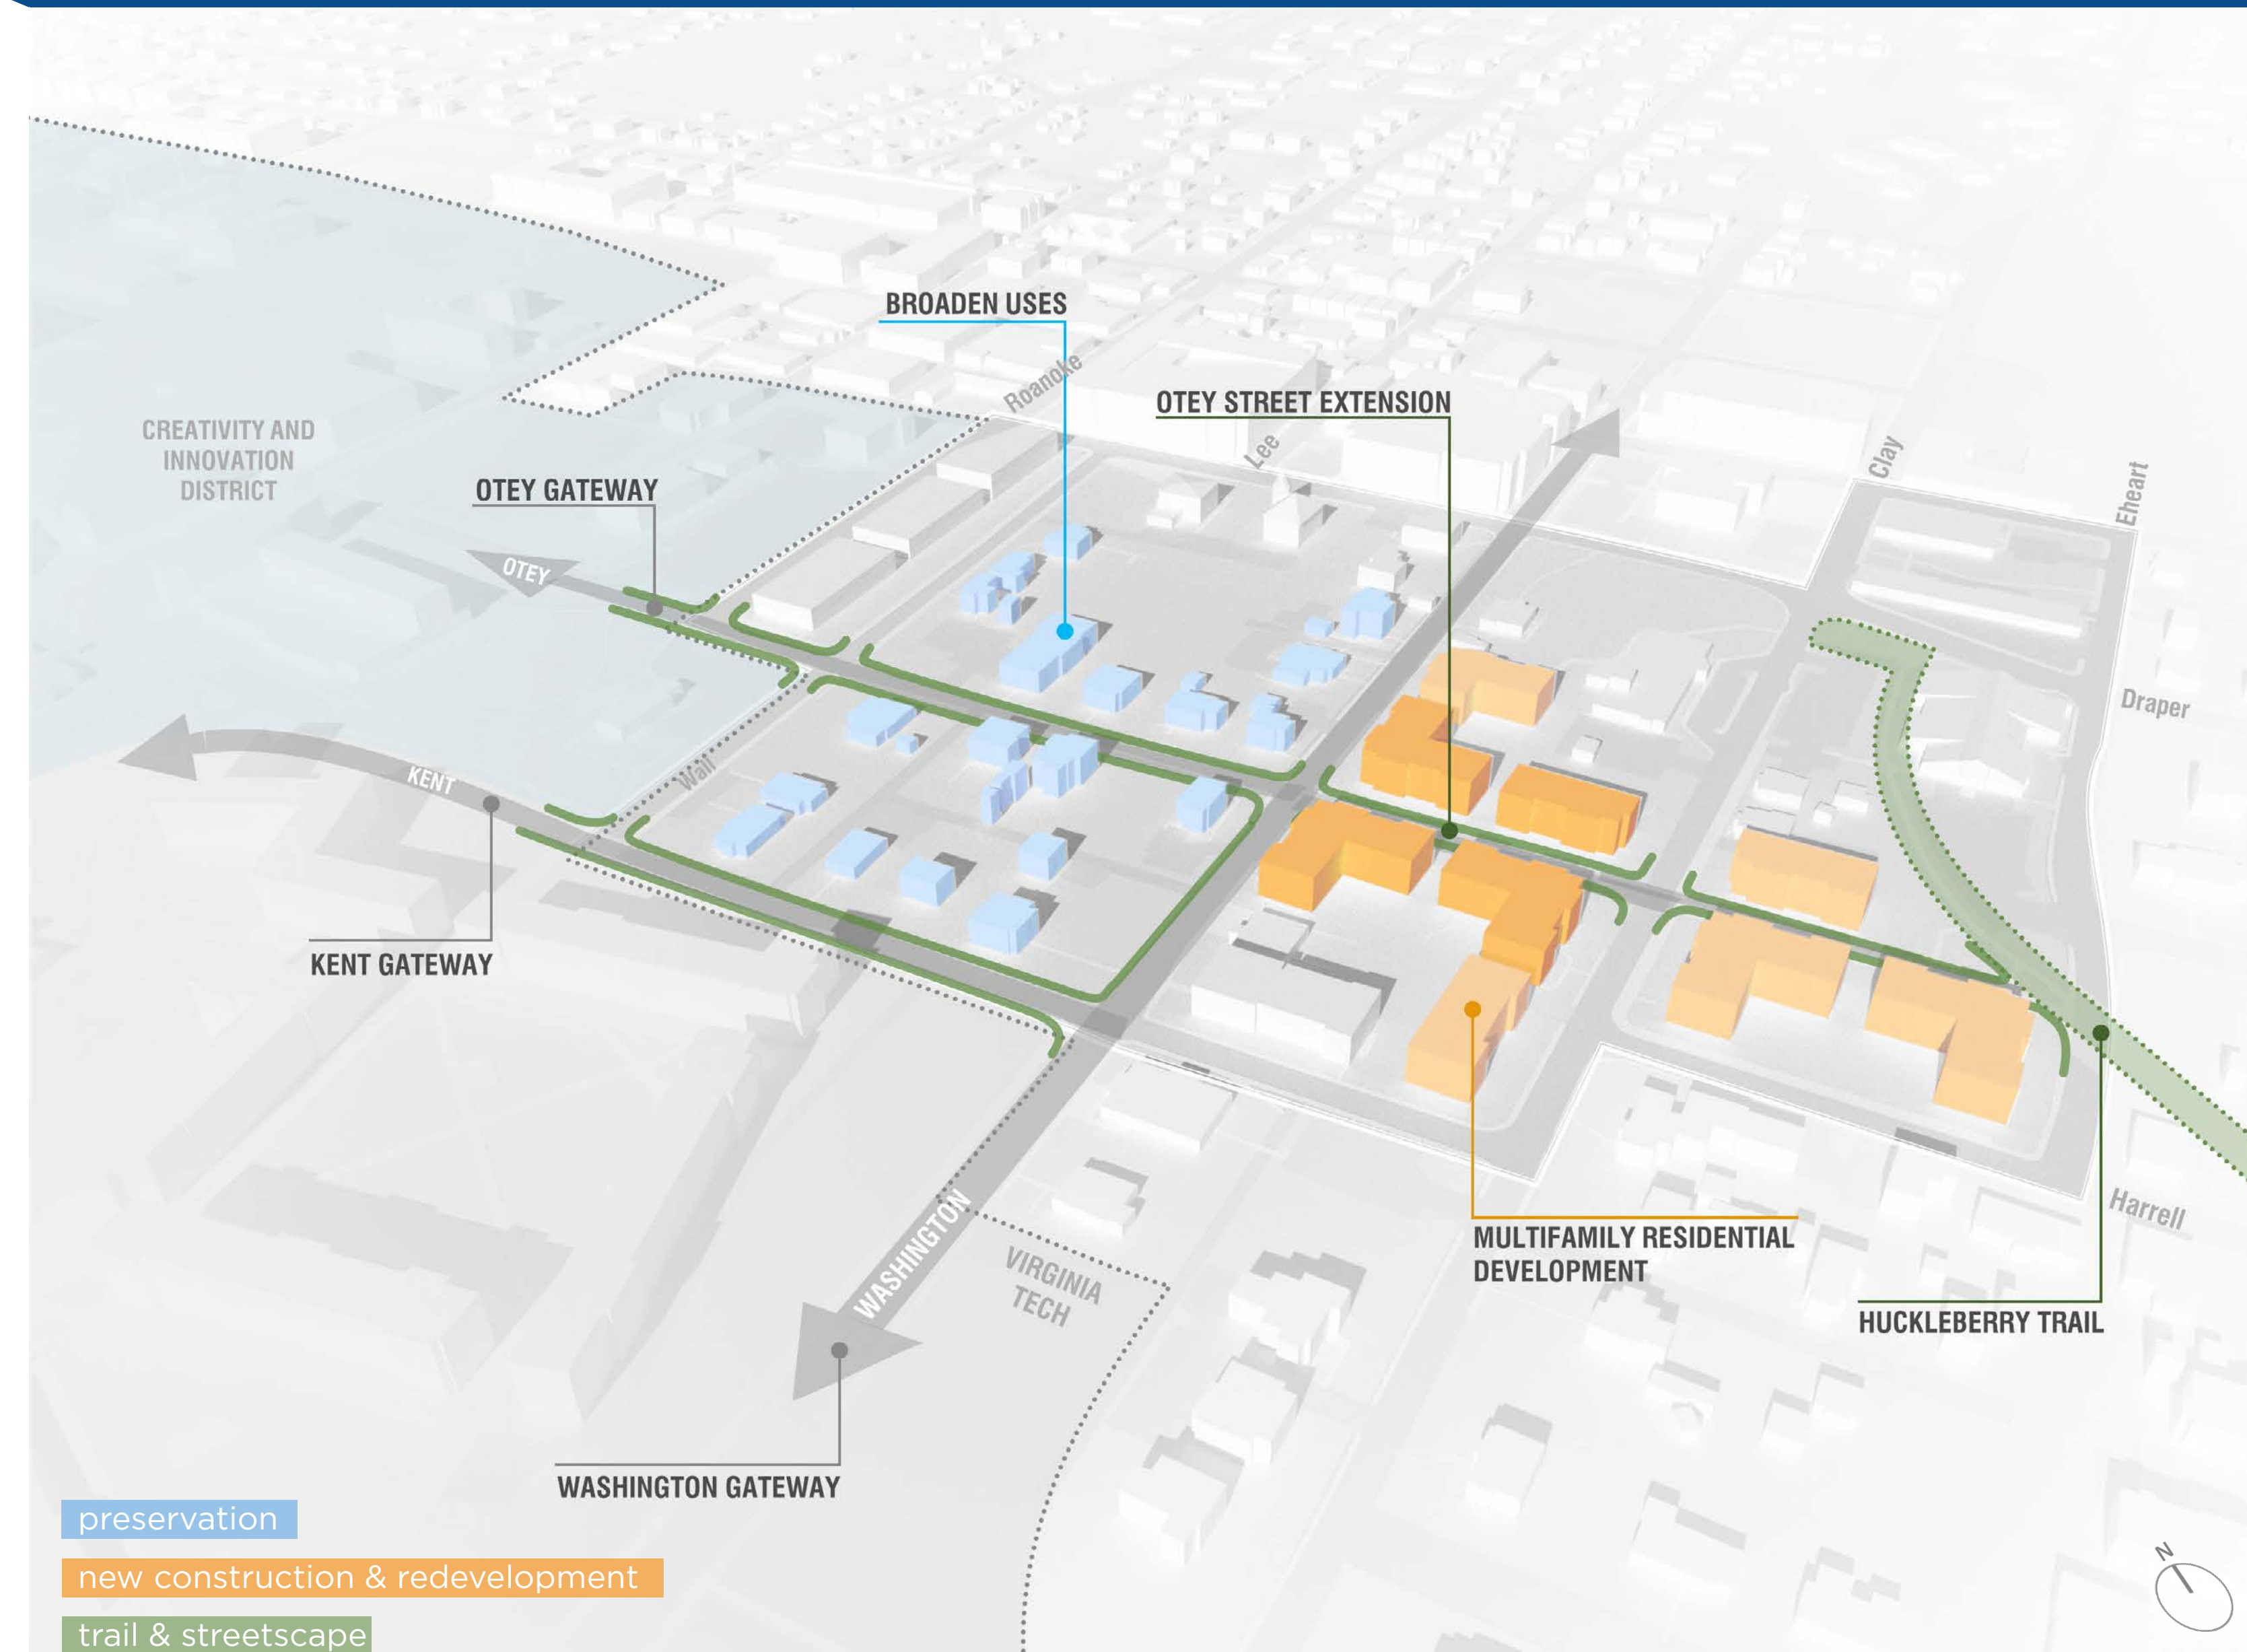 BROADEN USES
Roanoke
OTEY STREET EXTENSION
Lee
CREATIVITY AND
INNOVATION
DISTRICT
Clay
Eheart
OTEY GATEWAY
OTEY
Draper
KENT
Wall
KENT GATEWAY
WASHINGTON
VIRGINIA
TECH
Harrell
MULTIFAMILY RESIDENTIAL
DEVELOPMENT
HUCKLEBERRY TRAIL
WASHINGTON GATEWAY
preservation
new construction & redevelopment
trail & streetscape
N